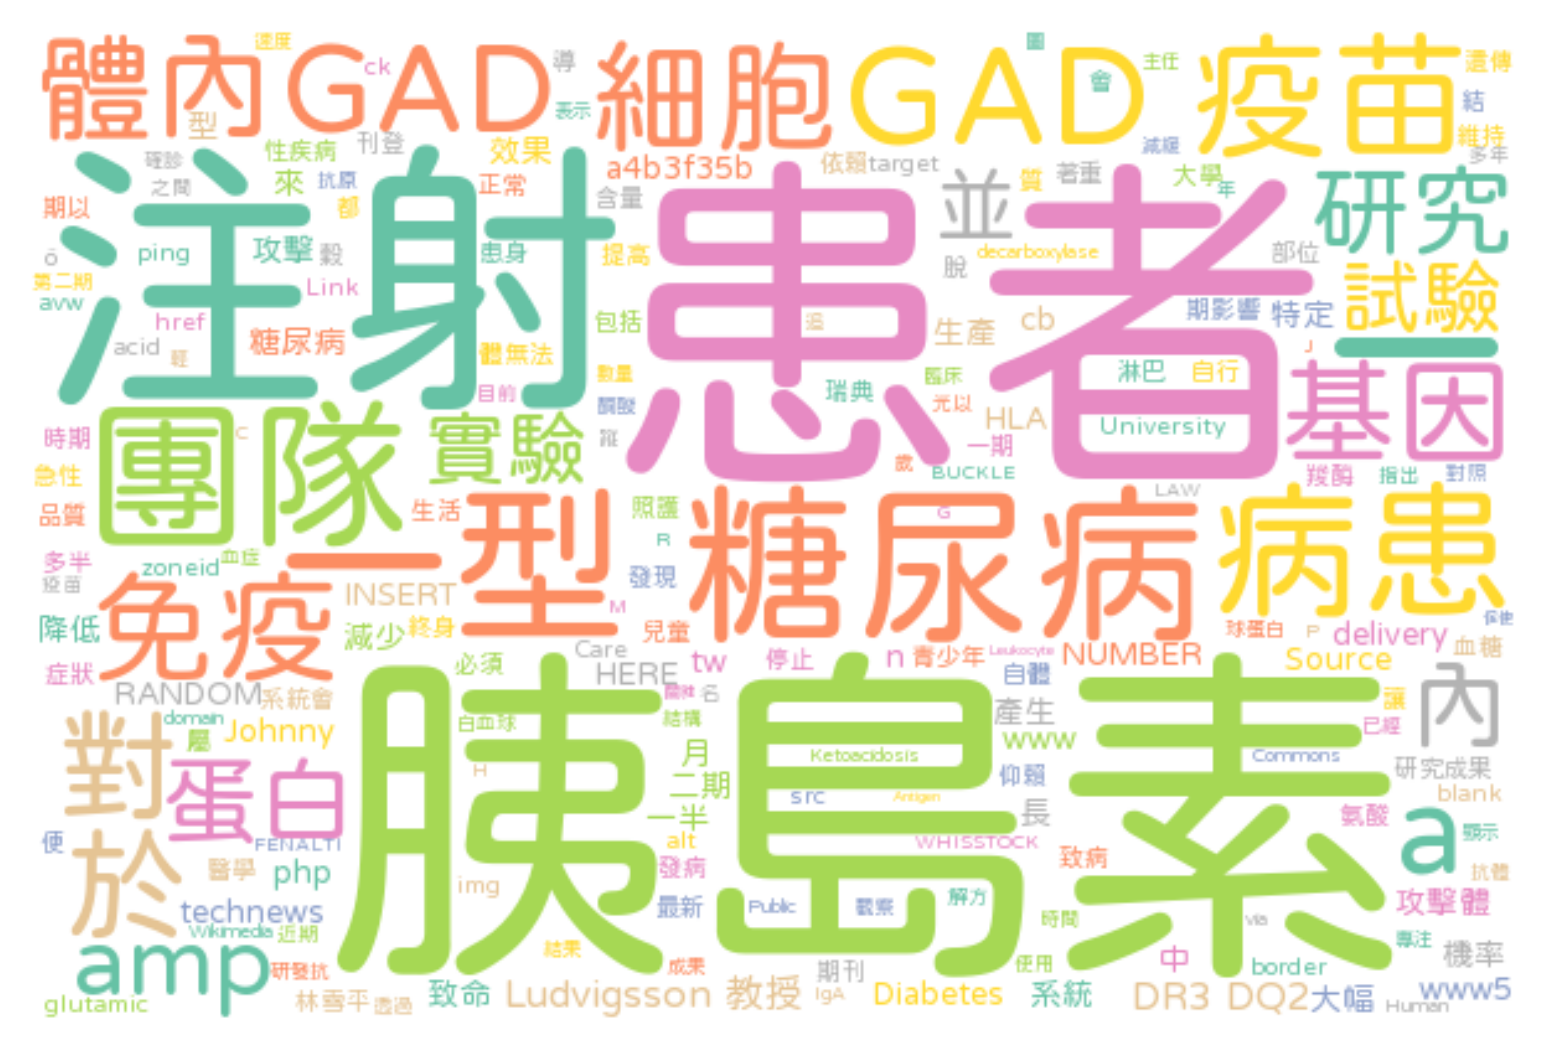 體內 GAD 細胞 GAD 疫苗
速度 ck 導 表示 圖 會 主任 遺傳 結
型 性疾病 刊登 效果 a4b3f35b 依賴 target 減緩 維持 多年
確診 之間 來 抗原 都 正常 含量 質 著重 大學 年
注射 患者 並 研究
期以 ping 攻擊 穀 患身 提高 decarboxylase 脫 部位
ō 第二期 avw Link 試驗
href 包括 生產 cb 期影響 特定 一
acid 輕 糖尿病 體無法 J
數量 瑞典 臨床 淋巴 自行 基因
目前 酮酸 光以 HLA University
團隊 實驗 時期 C 一期
急性 歲 BUCKLE 羧酶 指出 對照
品質 生活 一型 糖尿病 照護 G LAW 病患
多半 疫苗 zoneid 血症 R 發現
免疫 INSERT M
降低 減少 終身 兒童 球蛋白 P delivery 血糖
症狀 必須 Care HERE tw 停止 n 青少年 Leukocyte NUMBER Source
RANDOM 系統會 胰島素 名 自體 讓 內
domain 屬 Johnny 白血球 結構 產生 已經
對於 蛋白 月 www Ketoacidosis Commons
H 二期 src Antigen 仰賴 研究成果 blank
一半 長 氨酸 a 顯示
便 FENALTI alt WHISSTOCK
醫學 php img 發病 致病 抗體
technews 最新 Public 觀察 解方 攻擊體
Wikimedia 近期 時間 via 專注
amp 研發抗 結果 成果 使用 中 border 機率
glutamic 林雪平 透過 致命 Ludvigsson 教授 期刊 IgA Diabetes 系統 DR3 DQ2 大幅 Human www5